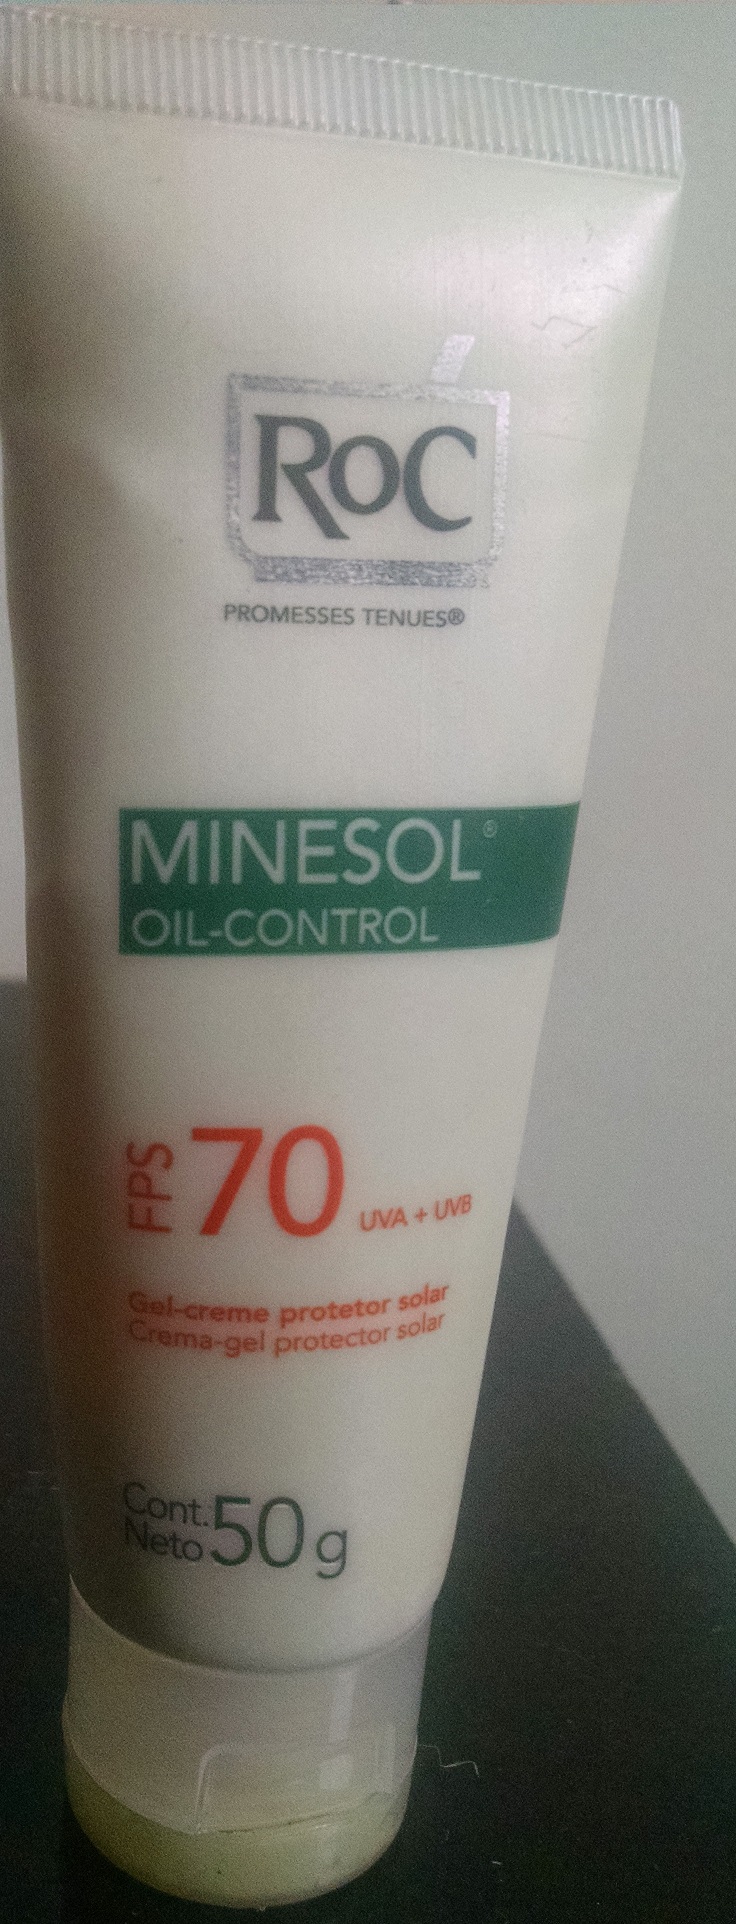 RoC
PROMESSES TENUES®
MINESOL®
OIL-CONTROL
FPS 70 UVA + UVB
Gel-creme protetor solar
Crema-gel protector solar
Cont.
Neto 50 g